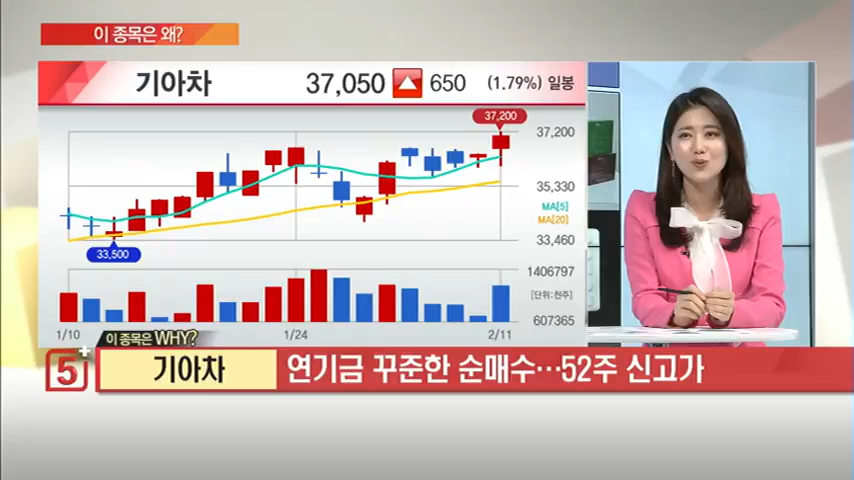 이 종목은 왜?
기아차 37,050 650 (1.79%) 일봉
37,200
37,200
35,330
MA[5]
MA[20]
33,460
33,500
1406797
[단위:천주]
607365
1/10 1/24 2/11
이 종목은 WHY?
5+ 기아차 연기금 꾸준한 순매수…52주 신고가